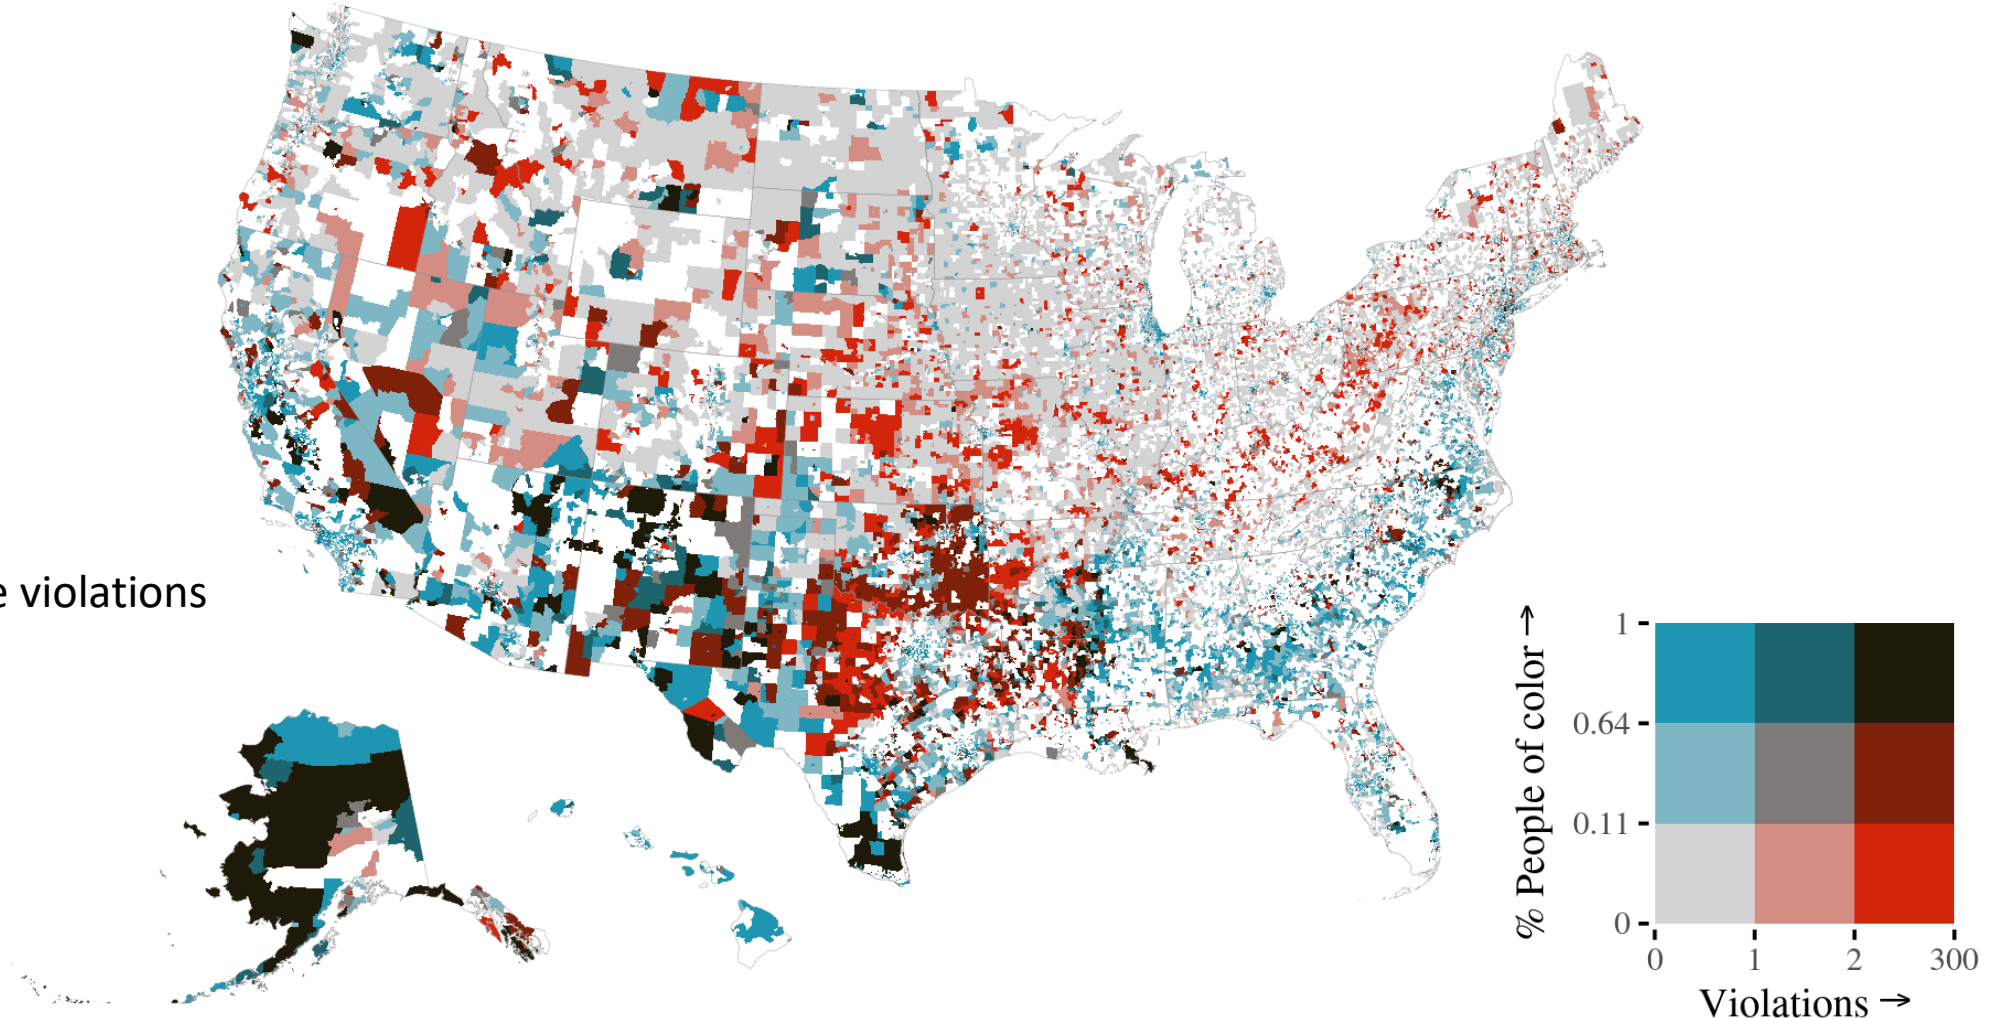 e violations
% People of color →
1
0.64
0.11
0
0 1 2 300
Violations →